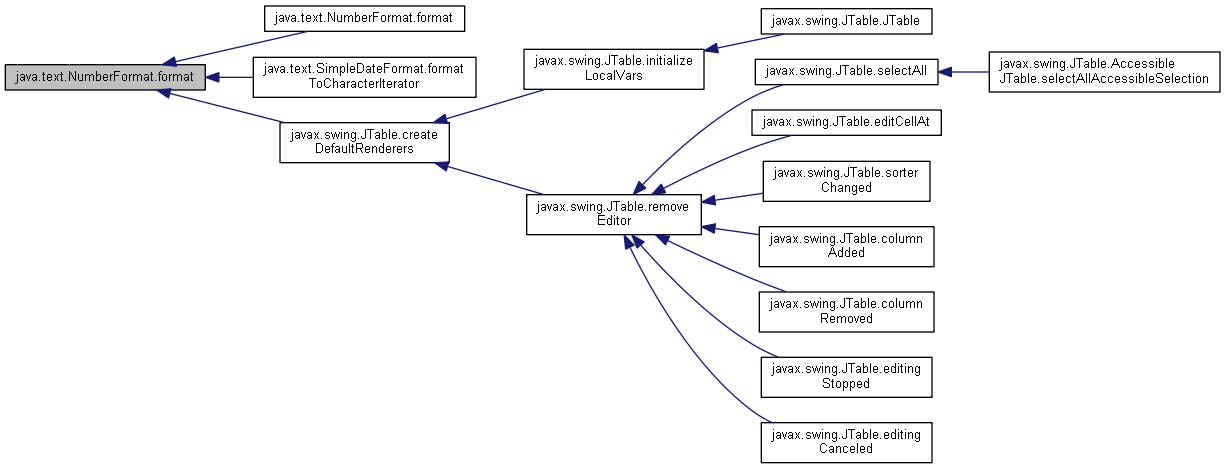 java.text.NumberFormat.format
java.text.NumberFormat.format
java.text.SimpleDateFormat.format
ToCharacterIterator
javax.swing.JTable.create
DefaultRenderers
javax.swing.JTable.initialize
LocalVars
javax.swing.JTable.JTable
javax.swing.JTable.remove
Editor
javax.swing.JTable.selectAll
javax.swing.JTable.Accessible
JTable.selectAllAccessibleSelection
javax.swing.JTable.editCellAt
javax.swing.JTable.sorter
Changed
javax.swing.JTable.column
Added
javax.swing.JTable.column
Removed
javax.swing.JTable.editing
Stopped
javax.swing.JTable.editing
Canceled